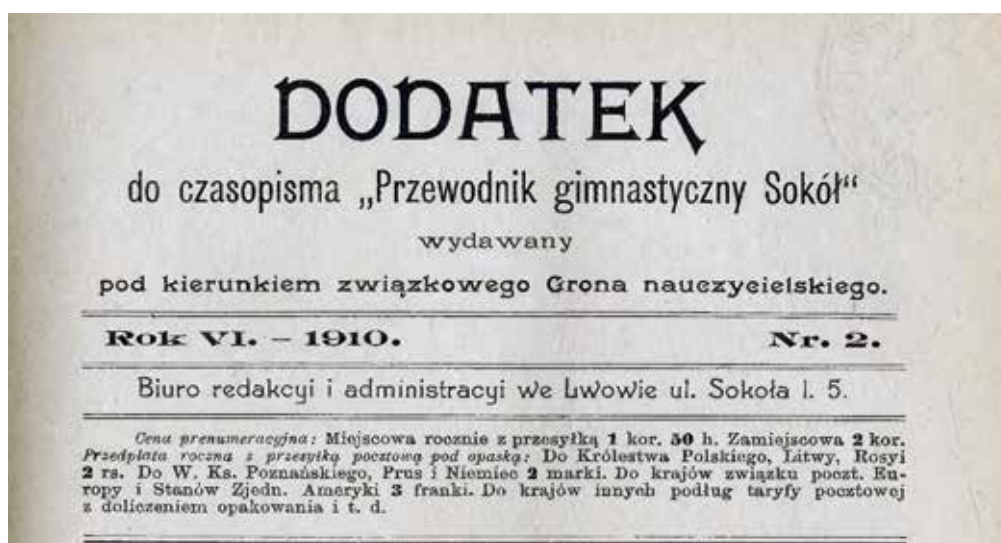 DODATEK
do czasopisma „Przewodnik gimnastyczny Sokół“
wydawany
pod kierunkiem związkowego Grona nauczycielskiego.
Rok VI. – 1910. Nr. 2.
Biuro redakcyi i administracyi we Lwowie ul. Sokoła l. 5.
Cena prenumeracyjna: Miejscowa rocznie z przesyłką 1 kor. 50 h. Zamiejscowa 2 kor.
Przedpłata roczna z przesyłką pocztową pod opaską: Do Królestwa Polskiego, Litwy, Rosyi
2 rs. Do W. Ks. Poznańskiego, Prus i Niemiec 2 marki. Do krajów związku poczt. Eu-
ropy i Stanów Zjedn. Ameryki 3 franki. Do krajów innych podług taryfy pocztowej
z doliczeniem opakowania i t. d.